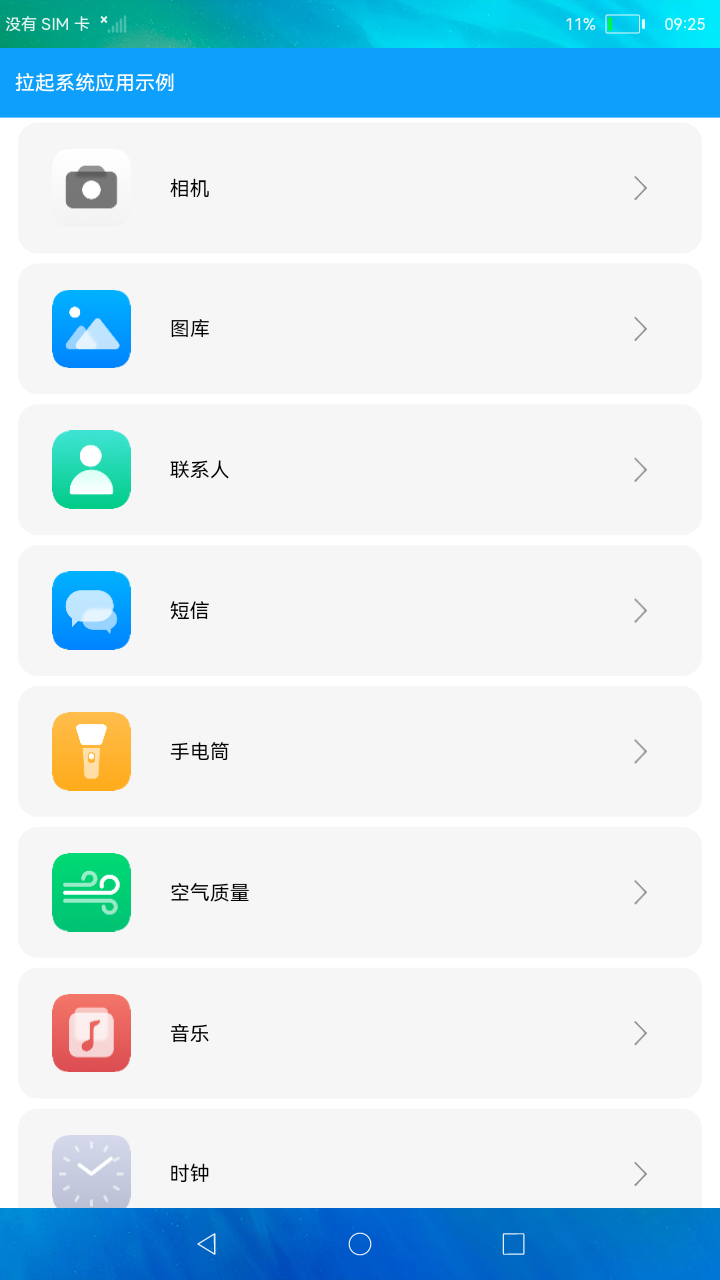 没有 SIM 卡
11%
09:25
拉起系统应用示例
相机
图库
联系人
短信
手电筒
空气质量
音乐
时钟